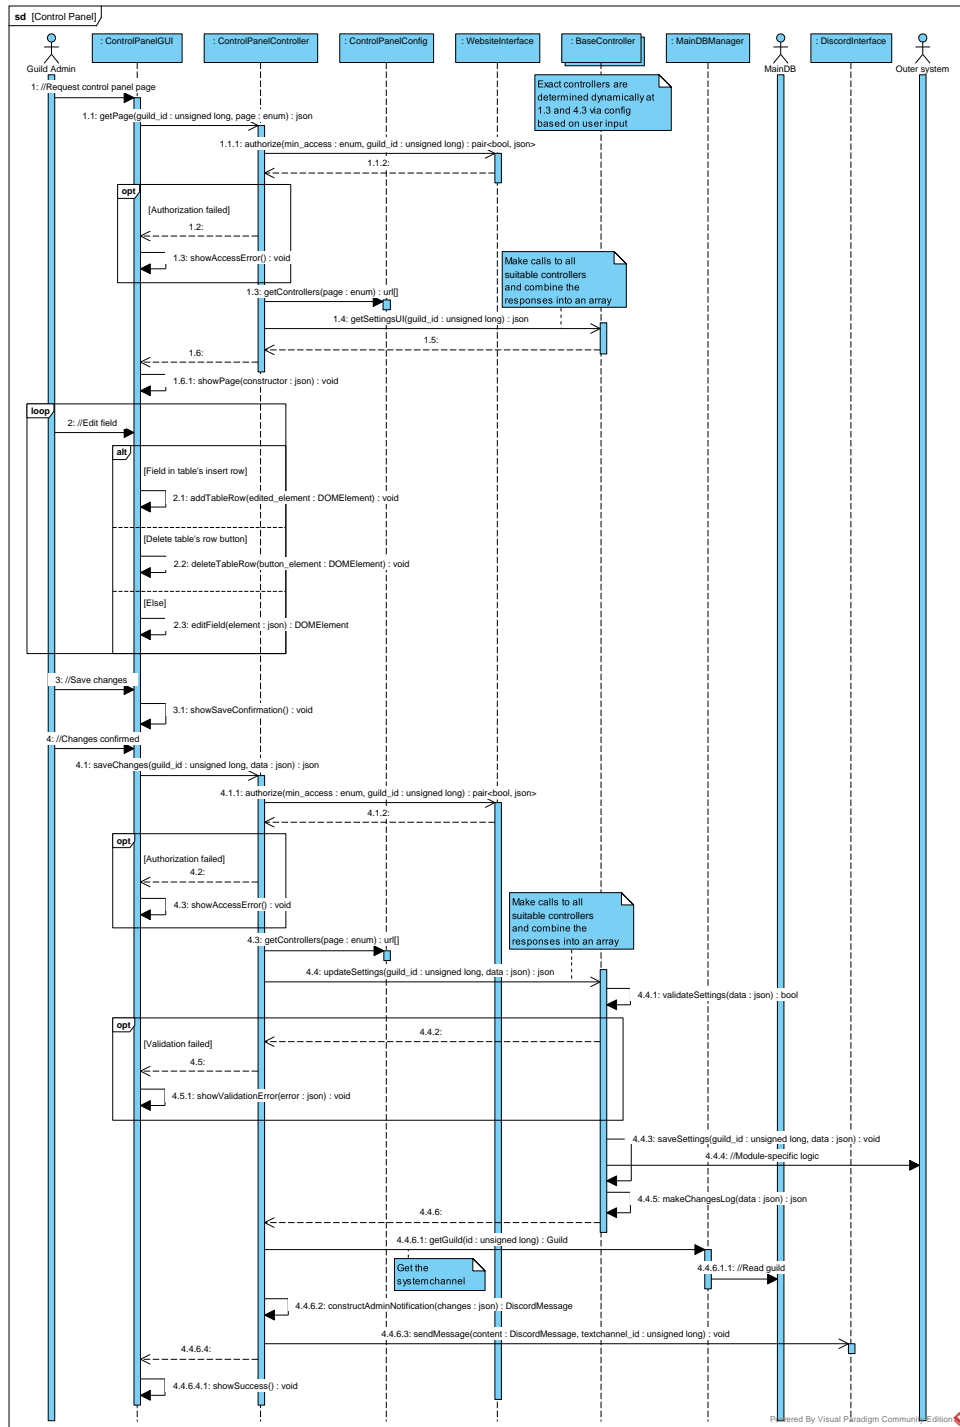 sd [Control Panel]
: ControlPanelGUI
: ControlPanelController
: ControlPanelConfig
: WebsiteInterface
: BaseController
: MainDBManager
: DiscordInterface
Guild Admin
MainDB
Outer system
1: //Request control panel page
Exact controllers are
determined dynamically at
1.3 and 4.3 via config
based on user input
1.1: getPage(guild_id : unsigned long, page : enum) : json
1.1.1: authorize(min_access : enum, guild_id : unsigned long) : pair<bool, json>
1.1.2:
opt
[Authorization failed]
1.2:
1.3: showAccessError() : void
Make calls to all
suitable controllers
and combine the
responses into an array
1.3: getControllers(page : enum) : url[]
1.4: getSettingsUI(guild_id : unsigned long) : json
1.5:
1.6:
1.6.1: showPage(constructor : json) : void
loop
2: //Edit field
alt
[Field in table's insert row]
2.1: addTableRow(edited_element : DOMElement) : void
[Delete table's row button]
2.2: deleteTableRow(button_element : DOMElement) : void
[Else]
2.3: editField(element : json) : DOMElement
3: //Save changes
3.1: showSaveConfirmation() : void
4: //Changes confirmed
4.1: saveChanges(guild_id : unsigned long, data : json) : json
4.1.1: authorize(min_access : enum, guild_id : unsigned long) : pair<bool, json>
4.1.2:
opt
[Authorization failed]
4.2:
4.3: showAccessError() : void
Make calls to all
suitable controllers
and combine the
responses into an array
4.3: getControllers(page : enum) : url[]
4.4: updateSettings(guild_id : unsigned long, data : json) : json
4.4.1: validateSettings(data : json) : bool
opt
4.4.2:
[Validation failed]
4.5:
4.5.1: showValidationError(error : json) : void
4.4.3: saveSettings(guild_id : unsigned long, data : json) : void
4.4.4: //Module-specific logic
4.4.5: makeChangesLog(data : json) : json
4.4.6:
4.4.6.1: getGuild(id : unsigned long) : Guild
Get the
systemchannel
4.4.6.1.1: //Read guild
4.4.6.2: constructAdminNotification(changes : json) : DiscordMessage
4.4.6.3: sendMessage(content : DiscordMessage, textchannel_id : unsigned long) : void
4.4.6.4:
4.4.6.4.1: showSuccess() : void
Powered By Visual Paradigm Community Edition